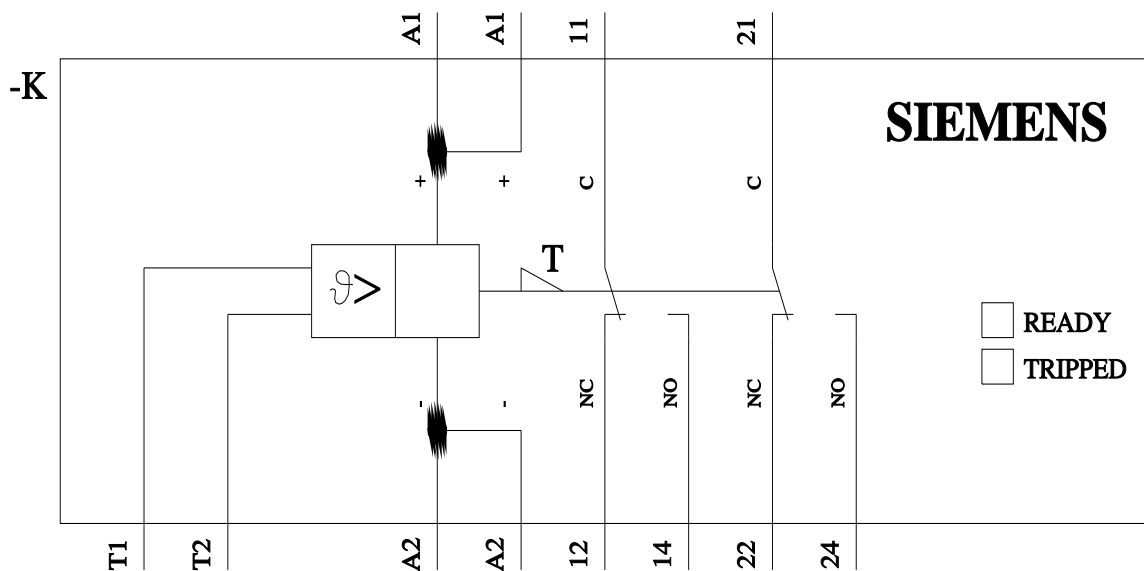 A1
A1
11
21
-K
SIEMENS
+
+
C
C
T
ϑ>
READY
TRIPPED
-
-
NC
NO
NC
NO
T1
T2
A2
A2
12
14
22
24